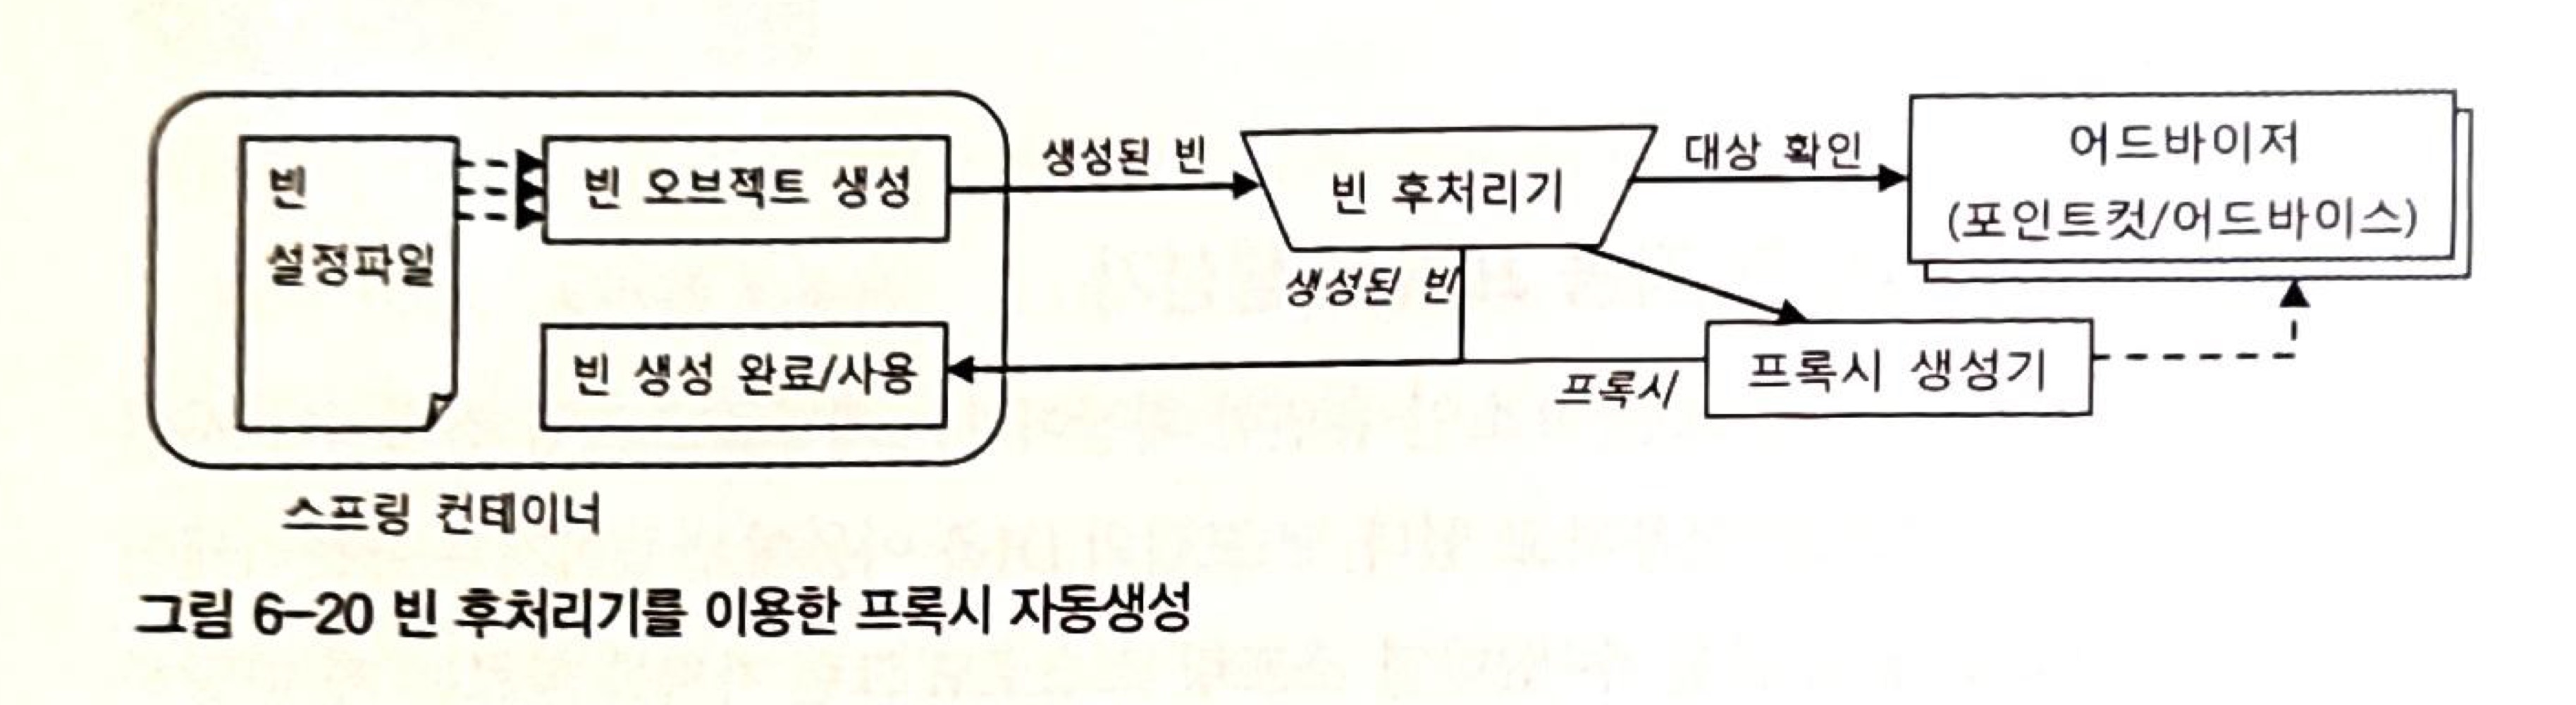 빈
설정파일
빈 오브젝트 생성
생성된 빈
빈 후처리기
대상 확인
어드바이저
(포인트컷/어드바이스)
생성된 빈
빈 생성 완료/사용
프록시
프록시 생성기
스프링 컨테이너
그림 6-20 빈 후처리기를 이용한 프록시 자동생성